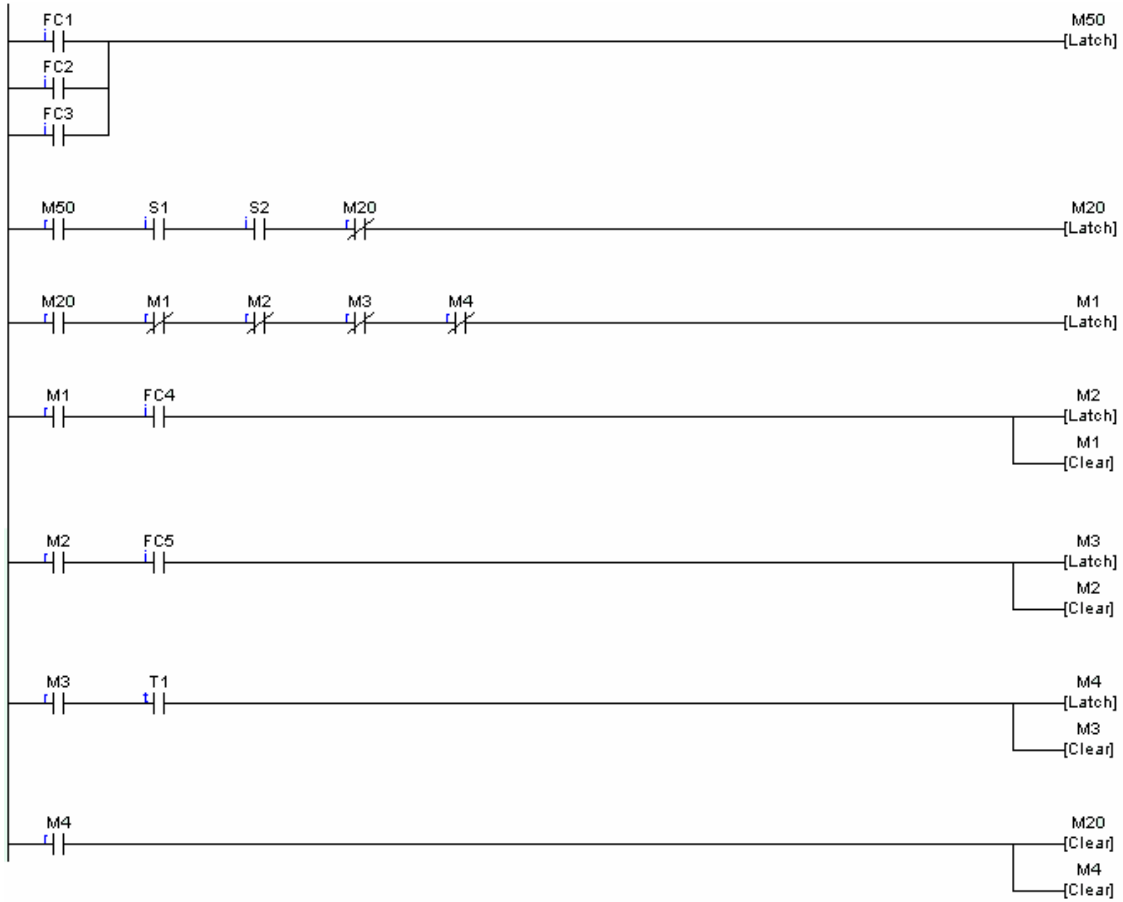 FC1 M50
i [Latch]
FC2
i
FC3
i
M50 S1 S2 M20 M20
r i i r [Latch]
M20 M1 M2 M3 M4 M1
r r r r r [Latch]
M1 FC4 M2
r i [Latch]
M1
[Clear]
M2 FC5 M3
r i [Latch]
M2
[Clear]
M3 T1 M4
r t [Latch]
M3
[Clear]
M4 M20
r [Clear]
M4
[Clear]